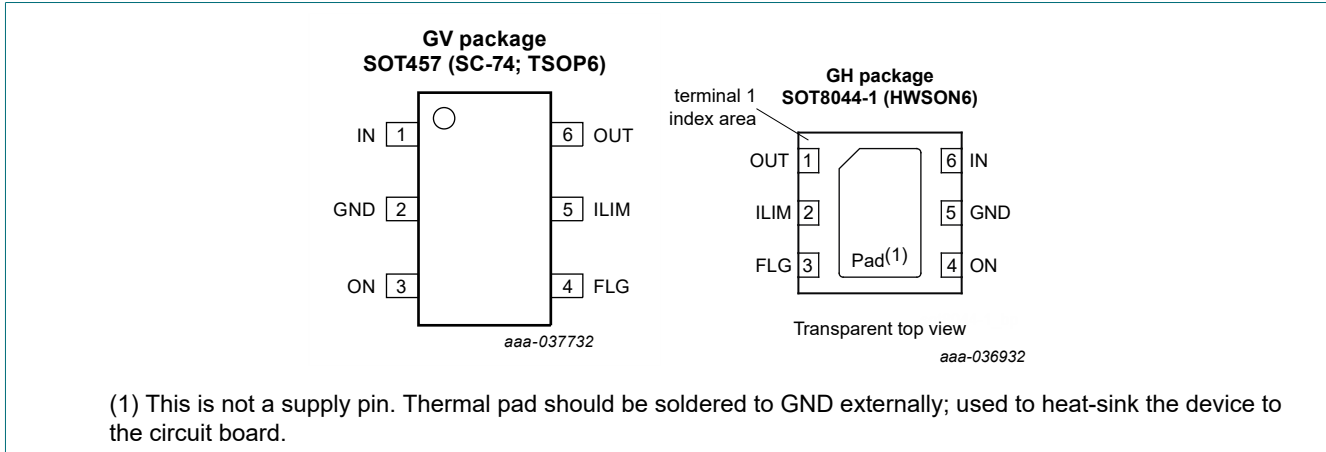 GV package
SOT457 (SC-74; TSOP6)
IN 1
6 OUT
GND 2
5 ILIM
ON 3
4 FLG
aaa-037732
GH package
SOT8044-1 (HWSON6)
terminal 1
index area
OUT 1
6 IN
ILIM 2
5 GND
FLG 3
Pad(1)
4 ON
Transparent top view
aaa-036932
(1) This is not a supply pin. Thermal pad should be soldered to GND externally; used to heat-sink the device to
the circuit board.